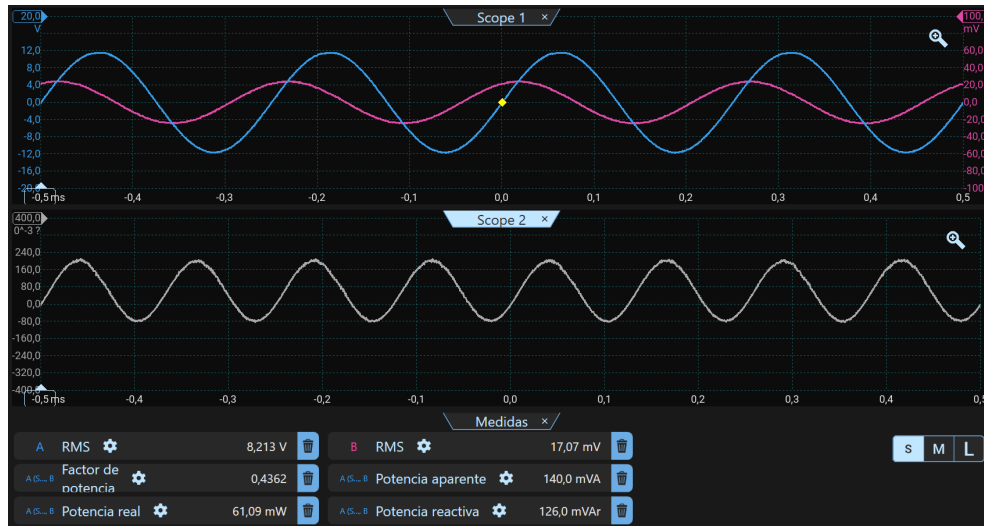 Scope 1 ×
20,0 100,
V mV
12,0 60,0
8,0 40,0
4,0 20,0
0,0 0,0
-4,0 -20,0
-8,0 -40,0
-12,0 -60,0
-16,0 -80,0
-20,0 -100
-0,5 ms -0,4 -0,3 -0,2 -0,1 0,0 0,1 0,2 0,3 0,4 0,5
Scope 2 ×
400,0
0^-3 ?
240,0
160,0
80,0
0,0
-80,0
-160,0
-240,0
-320,0
-400,0
-0,5 ms -0,4 -0,3 -0,2 -0,1 0,0 0,1 0,2 0,3 0,4 0,5
Medidas ×
A RMS 8,213 V B RMS 17,07 mV S M L
A (S... B Factor de potencia 0,4362 A (S... B Potencia aparente 140,0 mVA
A (S... B Potencia real 61,09 mW A (S... B Potencia reactiva 126,0 mVAr